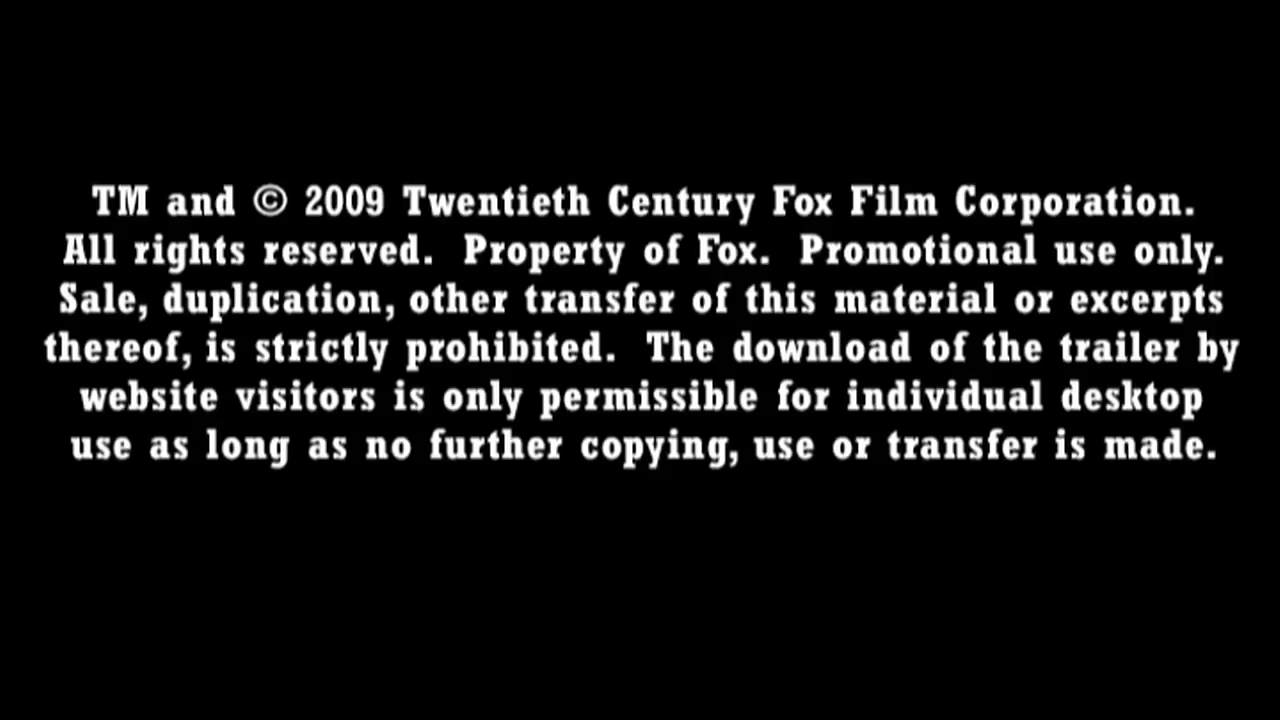 TM and © 2009 Twentieth Century Fox Film Corporation.
All rights reserved.  Property of Fox.  Promotional use only.
Sale, duplication, other transfer of this material or excerpts
thereof, is strictly prohibited.  The download of the trailer by
website visitors is only permissible for individual desktop
use as long as no further copying, use or transfer is made.